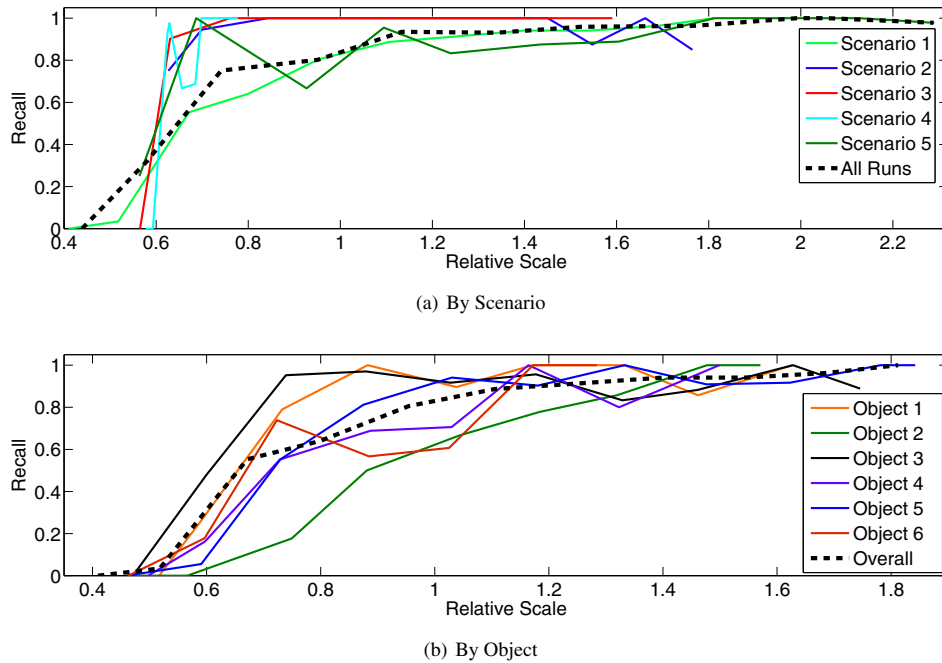 1
0.8
0.6
0.4
0.2
0
Recall
0.4 0.6 0.8 1 1.2 1.4 1.6 1.8 2 2.2
Relative Scale
Scenario 1
Scenario 2
Scenario 3
Scenario 4
Scenario 5
All Runs
(a) By Scenario
1
0.8
0.6
0.4
0.2
0
Recall
0.4 0.6 0.8 1 1.2 1.4 1.6 1.8
Relative Scale
Object 1
Object 2
Object 3
Object 4
Object 5
Object 6
Overall
(b) By Object